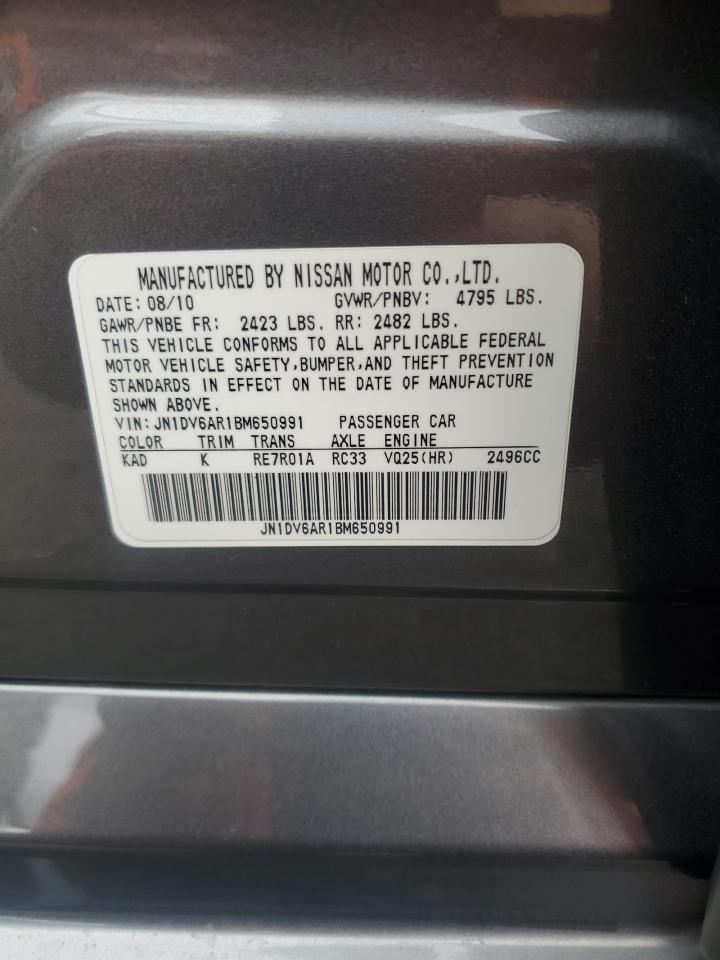 MANUFACTURED BY NISSAN MOTOR CO.,LTD.
DATE: 08/10 GVWR/PNBV: 4795 LBS.
GAWR/PNBE FR: 2423 LBS. RR: 2482 LBS.
THIS VEHICLE CONFORMS TO ALL APPLICABLE FEDERAL
MOTOR VEHICLE SAFETY,BUMPER,AND THEFT PREVENTION
STANDARDS IN EFFECT ON THE DATE OF MANUFACTURE
SHOWN ABOVE.
VIN: JN1DV6AR1BM650991 PASSENGER CAR
COLOR TRIM TRANS AXLE ENGINE
KAD K RE7R01A RC33 VQ25(HR) 2496CC
JN1DV6AR1BM650991